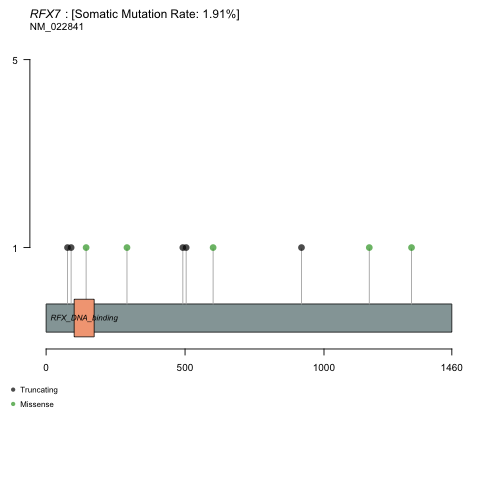 RFX7 : [Somatic Mutation Rate: 1.91%]
NM_022841
5
1
RFX_DNA_binding
0 500 1000 1460
Truncating
Missense